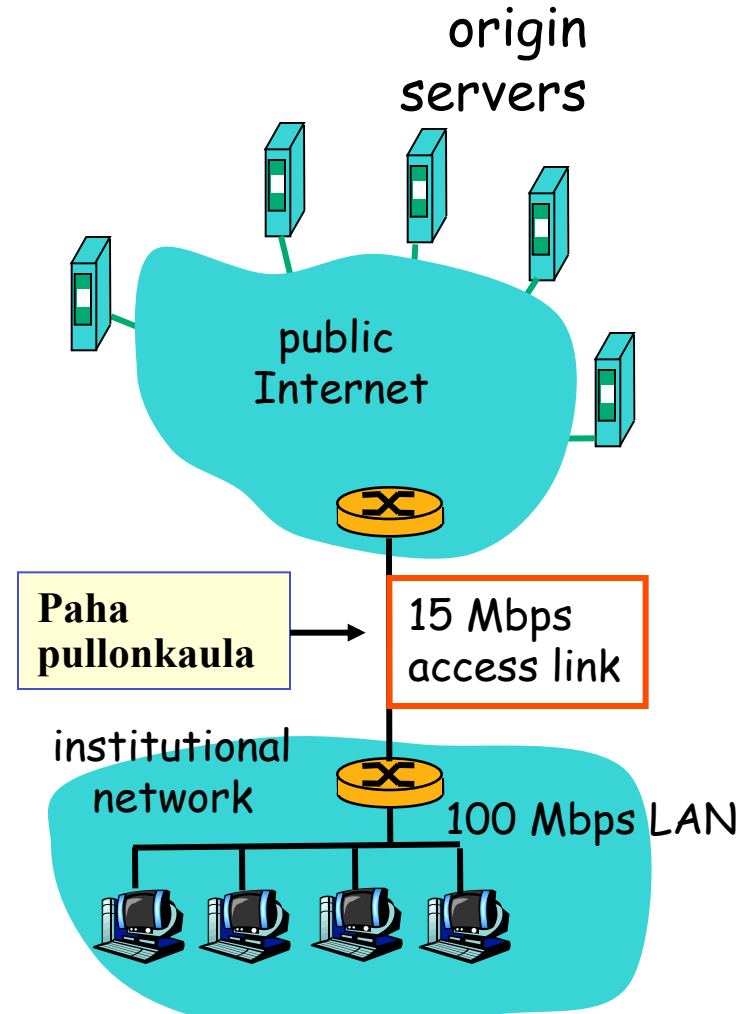 origin
servers
public
Internet
Paha
pullonkaula
15 Mbps
access link
institutional
network
100 Mbps LAN